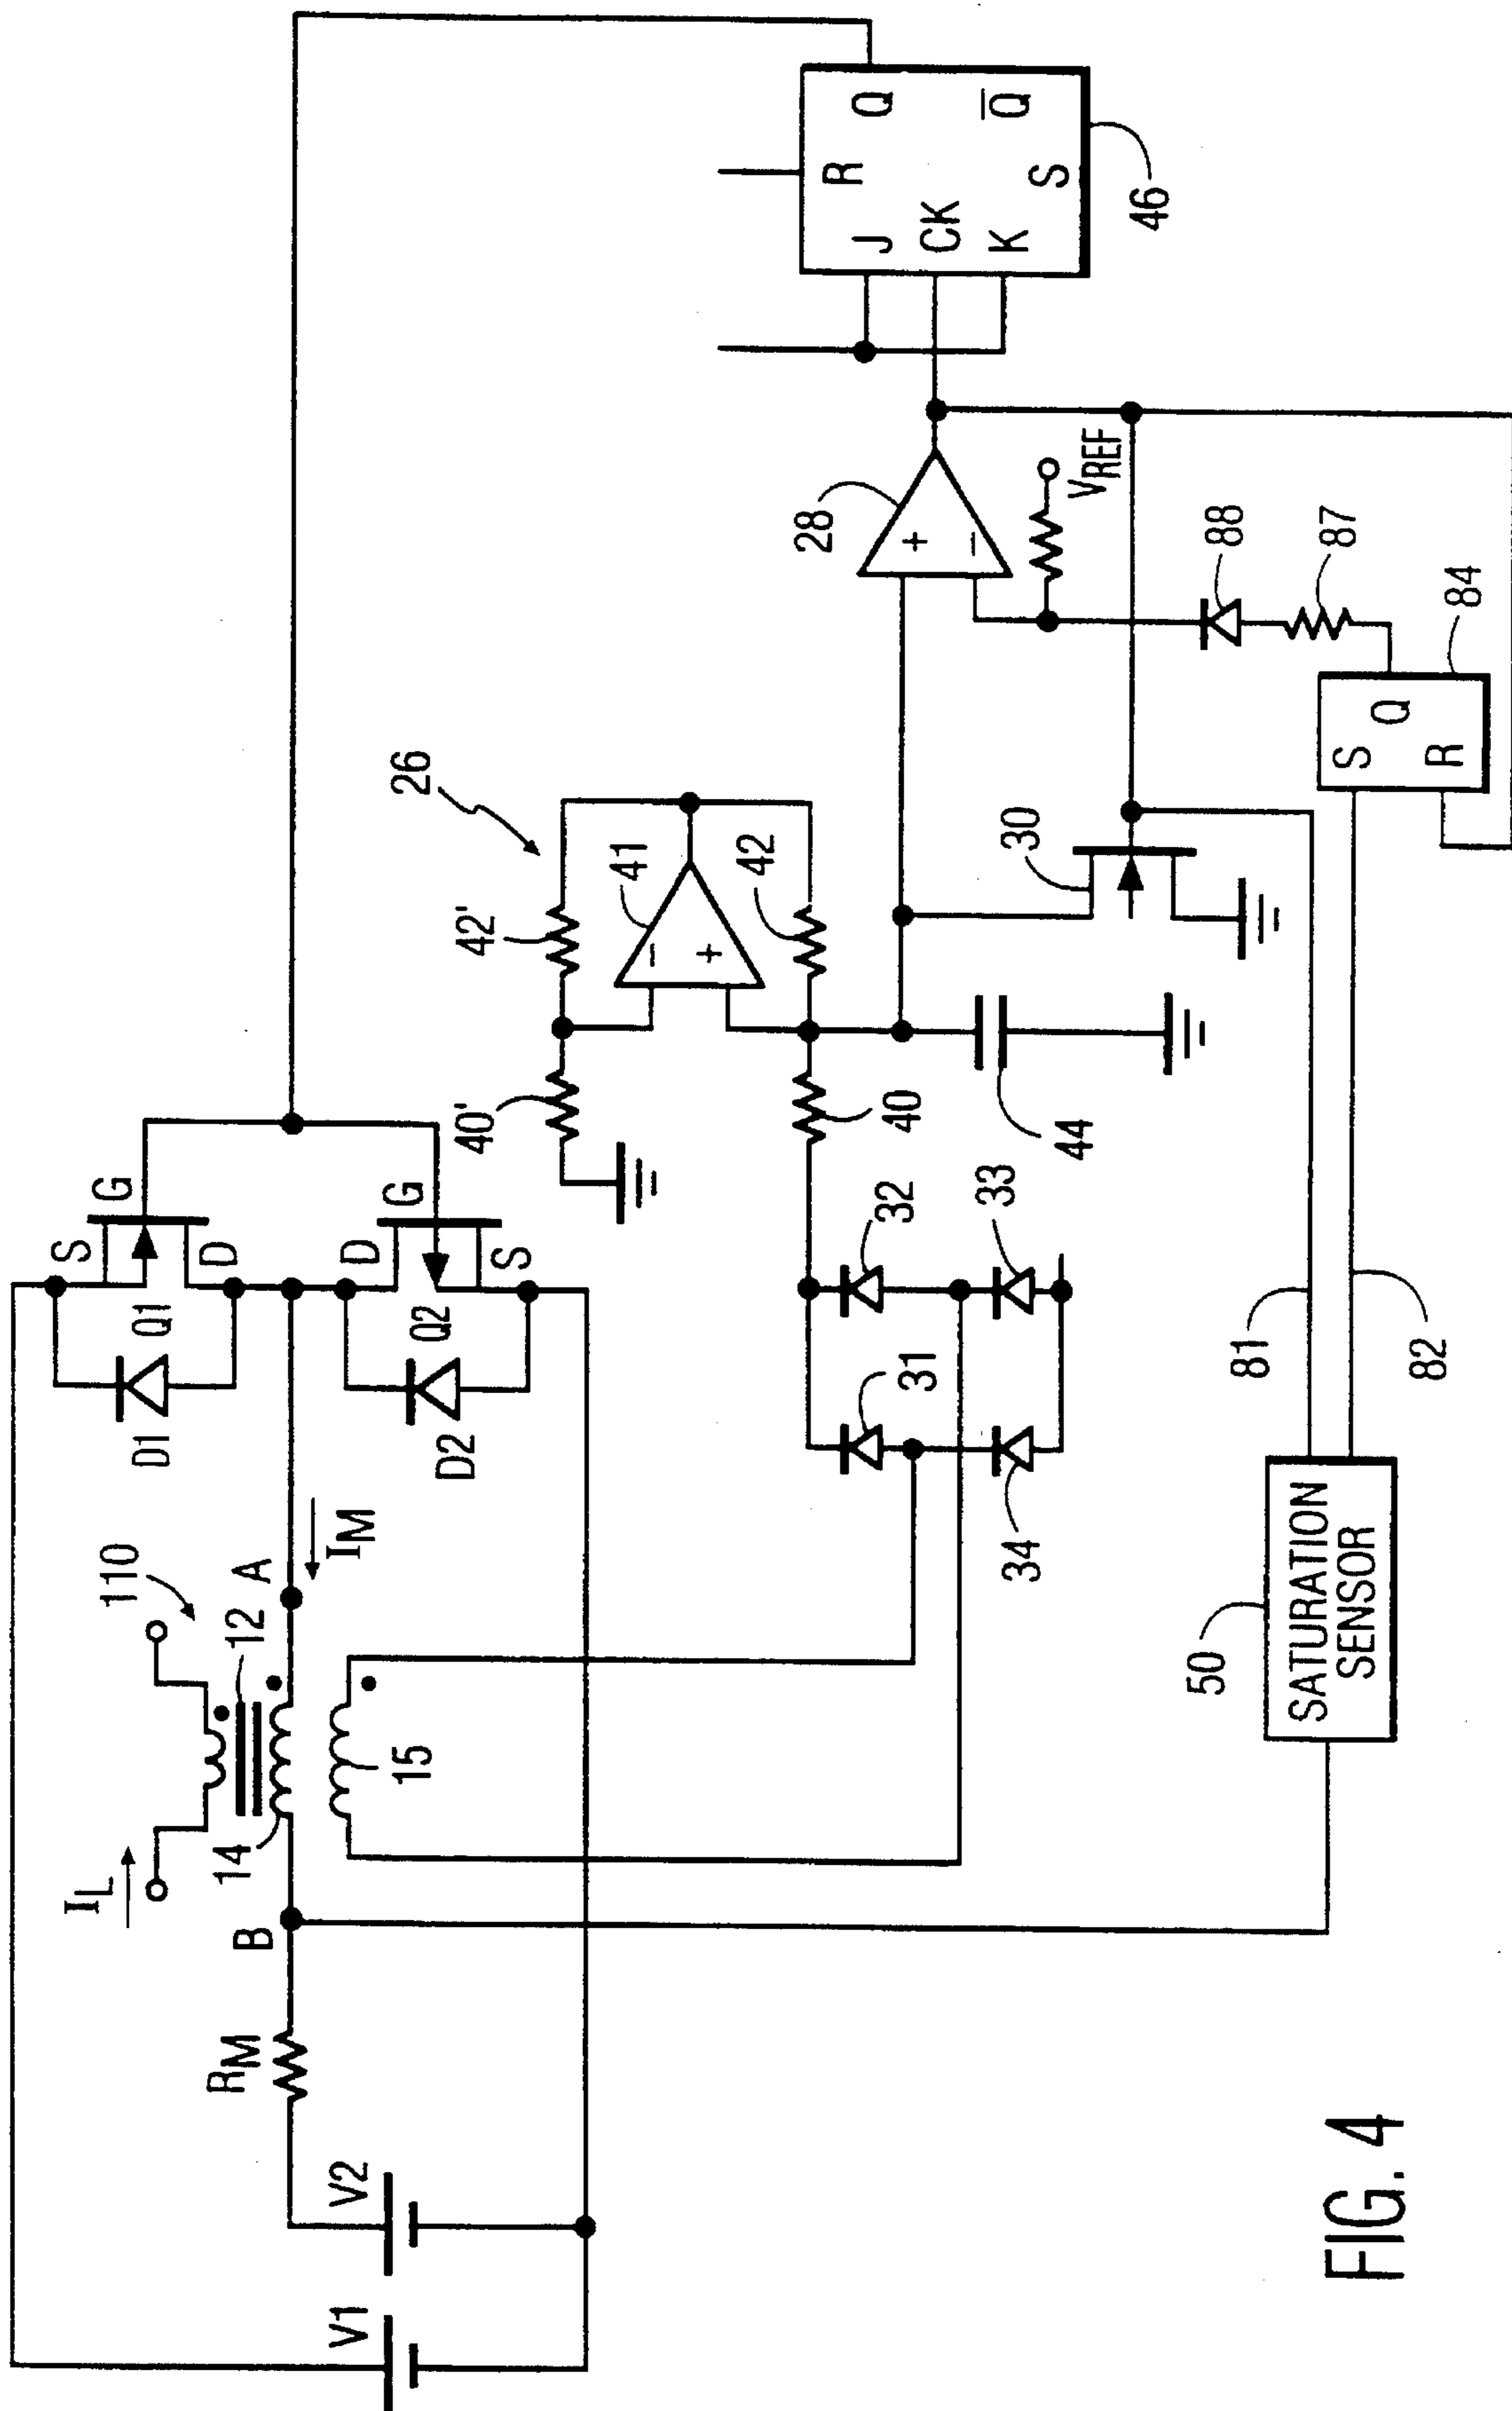 V1
V2
R_M
B
I_L
14
12
110
A
I_M
15
D1
Q1
S
G
D
D2
Q2
D
G
S
26
40'
42'
41
−
+
40
42
44
31
32
33
34
30
28
+
−
V_REF
88
87
84
S
Q
R
R
J
CK
K
Q
Q̅
S
46
50
SATURATION
SENSOR
81
82
FIG. 4